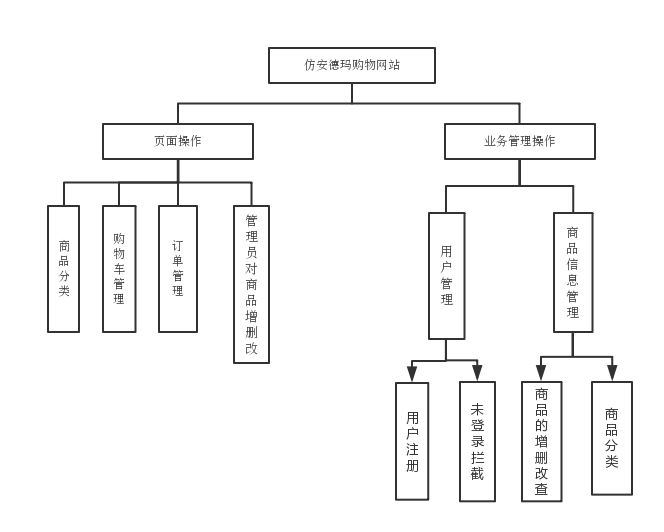 仿安德玛购物网站
页面操作
业务管理操作
商品分类
购物车管理
订单管理
管理员对商品增删改
用户管理
商品信息管理
用户注册
未登录拦截
商品的增删改查
商品分类